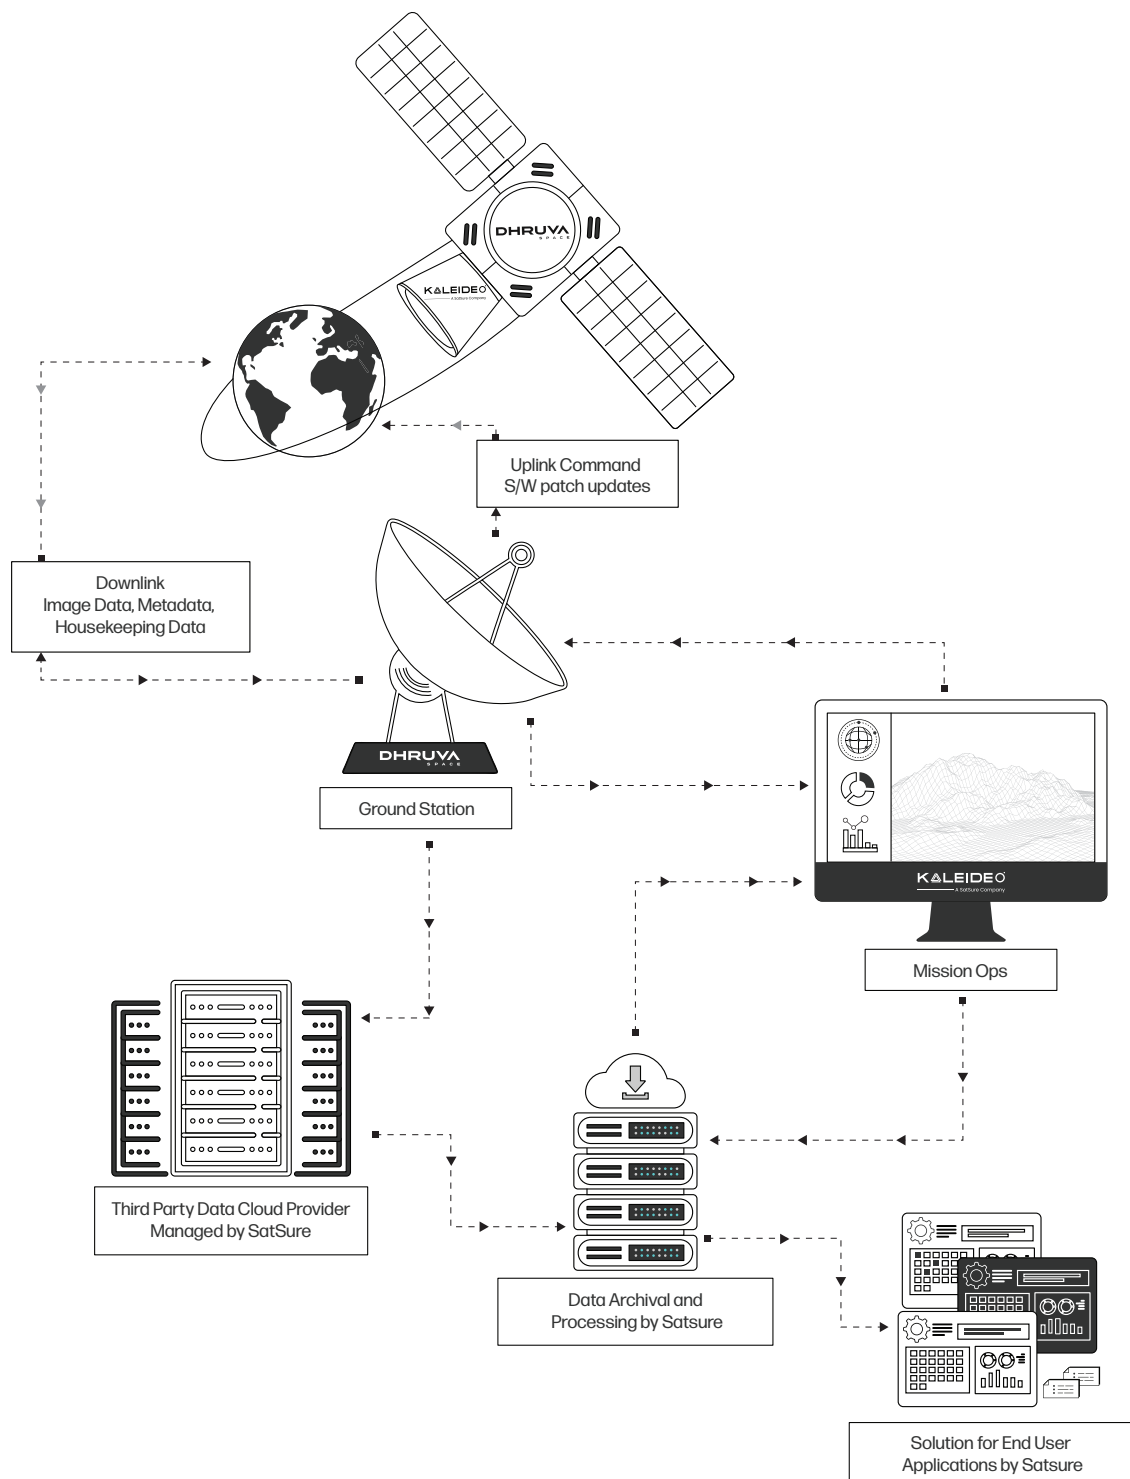 DHRUVA
SPACE
KALEIDEO
A SatSure Company
Uplink Command
S/W patch updates
Downlink
Image Data, Metadata,
Housekeeping Data
DHRUVA
SPACE
Ground Station
KALEIDEO
A SatSure Company
Mission Ops
Third Party Data Cloud Provider
Managed by SatSure
Data Archival and
Processing by Satsure
Solution for End User
Applications by Satsure